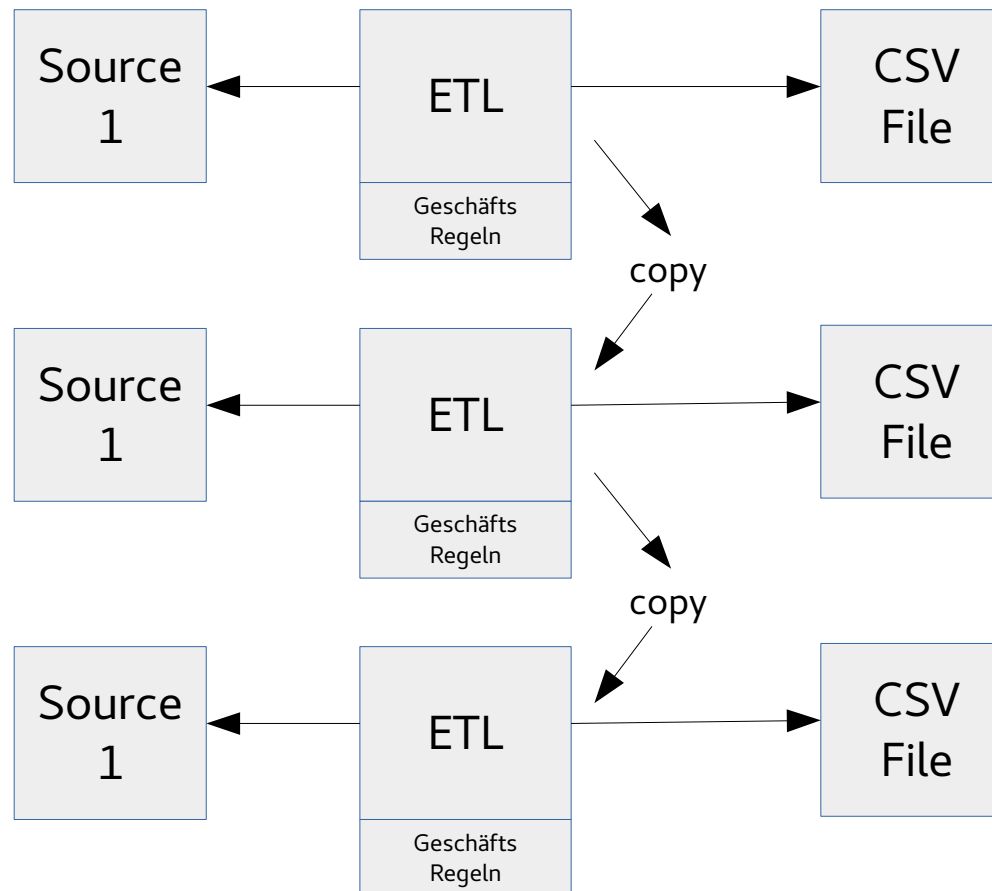 Source
1
ETL
CSV
File
Geschäfts
Regeln
copy
Source
1
ETL
CSV
File
Geschäfts
Regeln
copy
Source
1
ETL
CSV
File
Geschäfts
Regeln